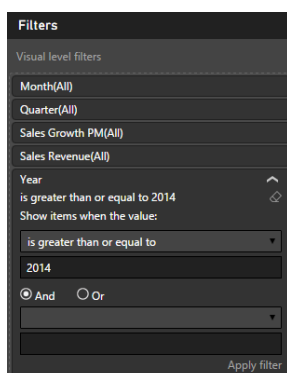 Filters
Visual level filters
Month(All)
Quarter(All)
Sales Growth PM(All)
Sales Revenue(All)
Year
is greater than or equal to 2014
Show items when the value:
is greater than or equal to
2014
And Or
Apply filter